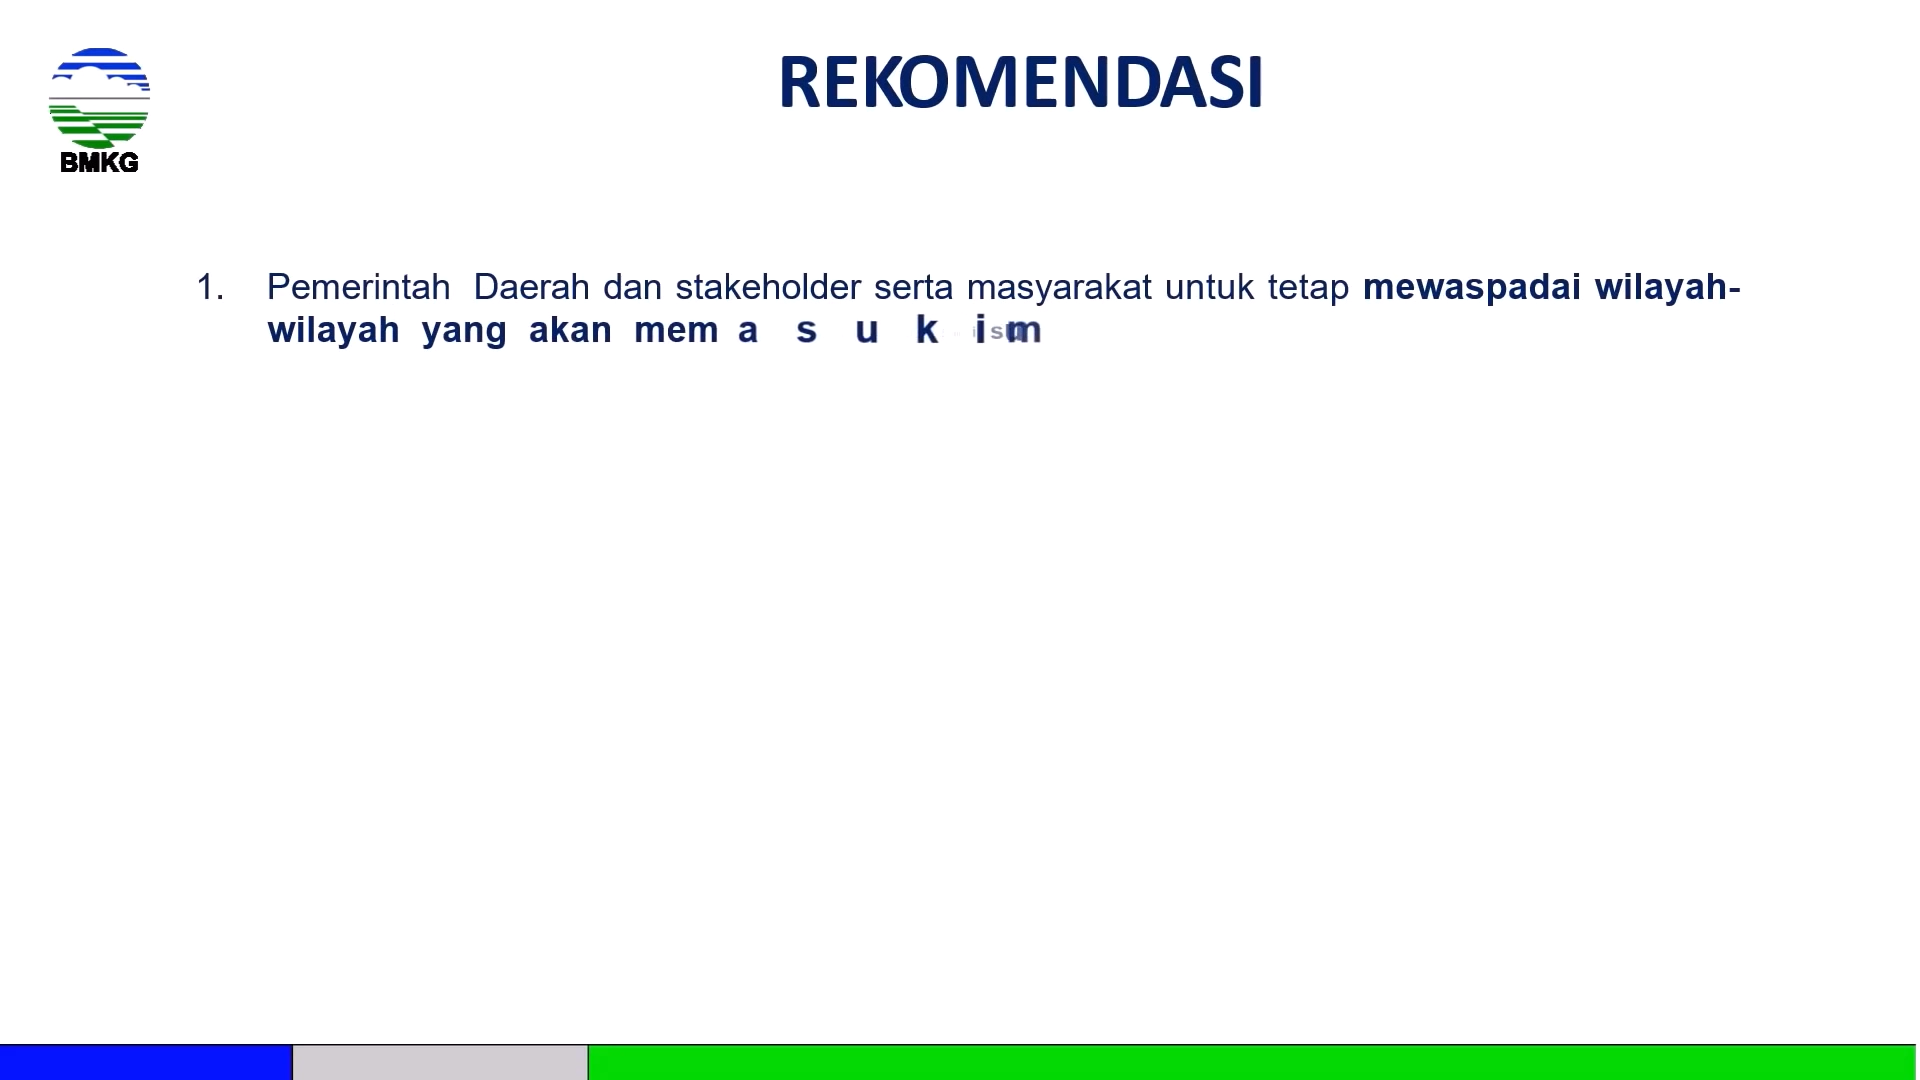 REKOMENDASI
BMKG
1. Pemerintah Daerah dan stakeholder serta masyarakat untuk tetap mewaspadai wilayah-
wilayah yang akan mem a s u k i m